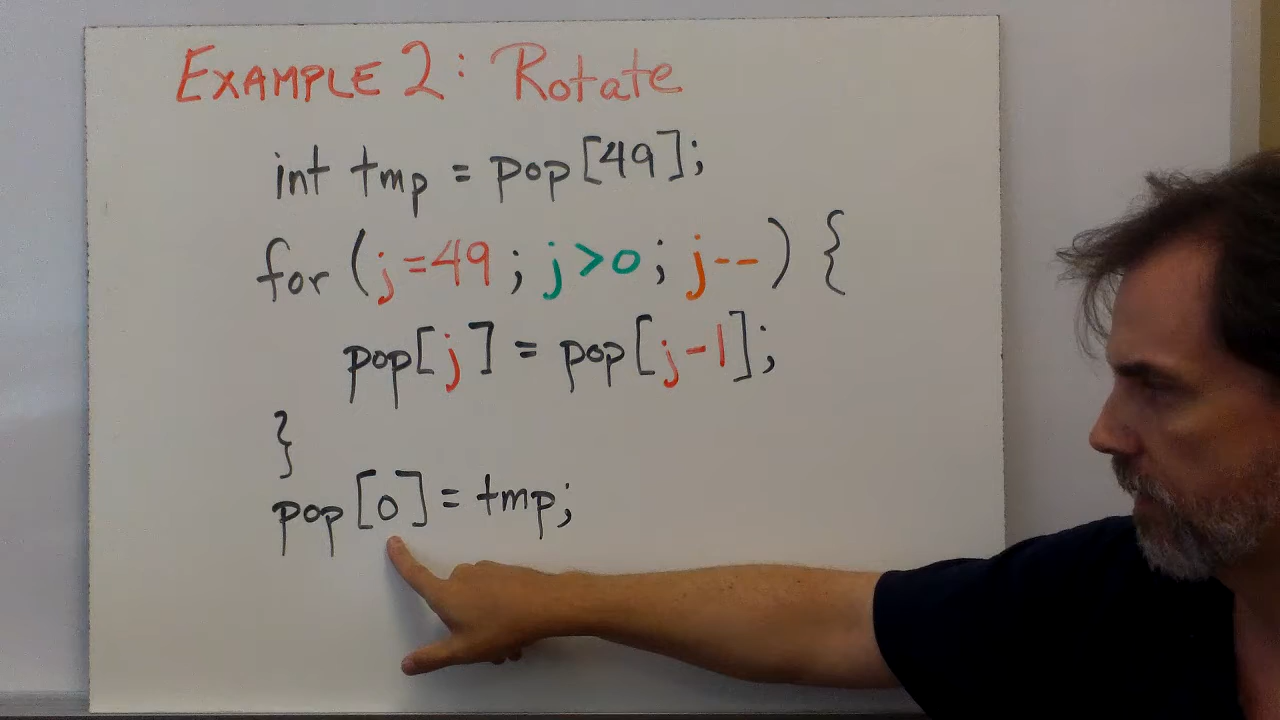 EXAMPLE 2: Rotate
int tmp = pop[49];
for (j=49; j>0; j--) {
pop[j] = pop[j-1];
}
pop[0] = tmp;